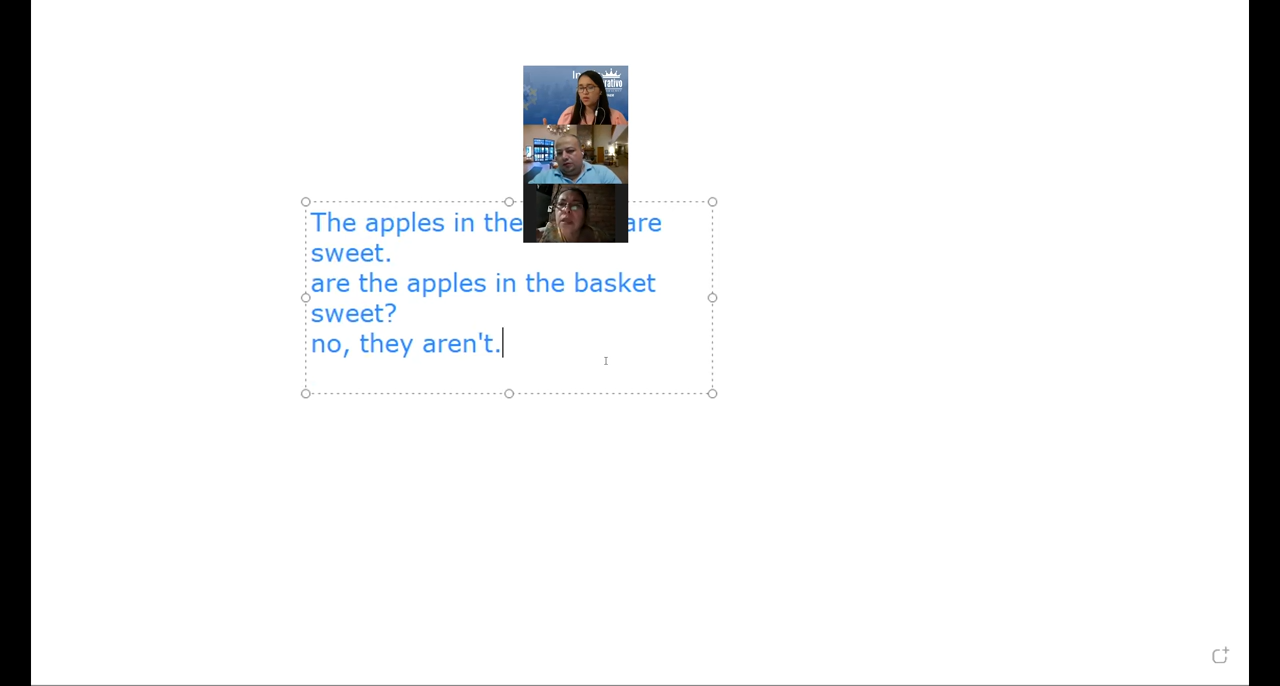 The apples in the are
sweet.
are the apples in the basket
sweet?
no, they aren't.